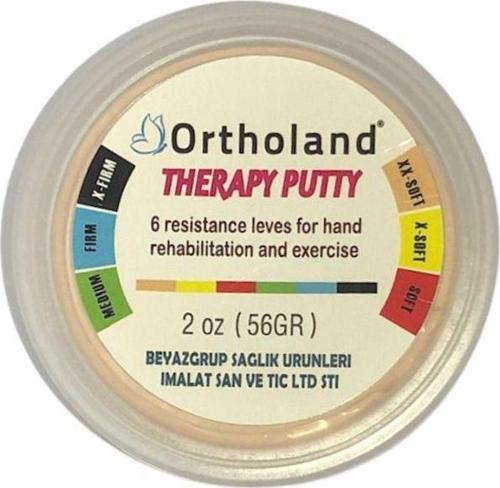 Ortholand®
THERAPY PUTTY
6 resistance leves for hand
rehabilitation and exercise
X-FIRM
FIRM
MEDIUM
XX-SOFT
X-SOFT
SOFT
2 oz ( 56GR )
BEYAZGRUP SAGLIK URUNLERI
IMALAT SAN VE TIC LTD STI